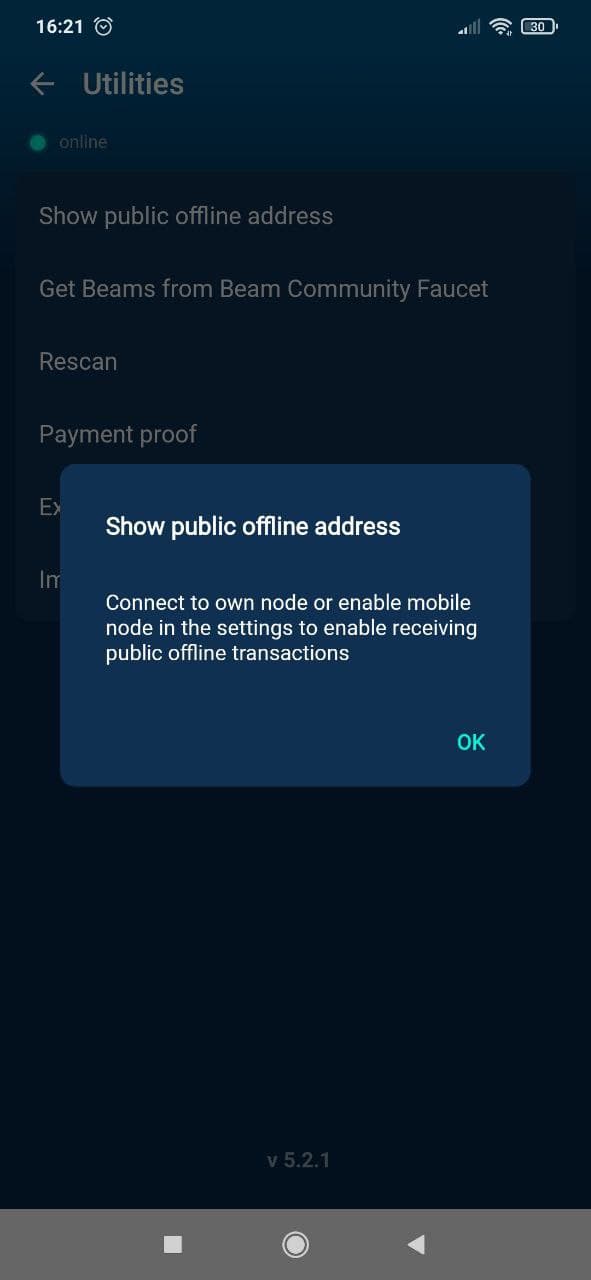 16:21
30
Utilities
online
Show public offline address
Get Beams from Beam Community Faucet
Rescan
Payment proof
Ex
Im
Show public offline address
Connect to own node or enable mobile
node in the settings to enable receiving
public offline transactions
OK
v 5.2.1